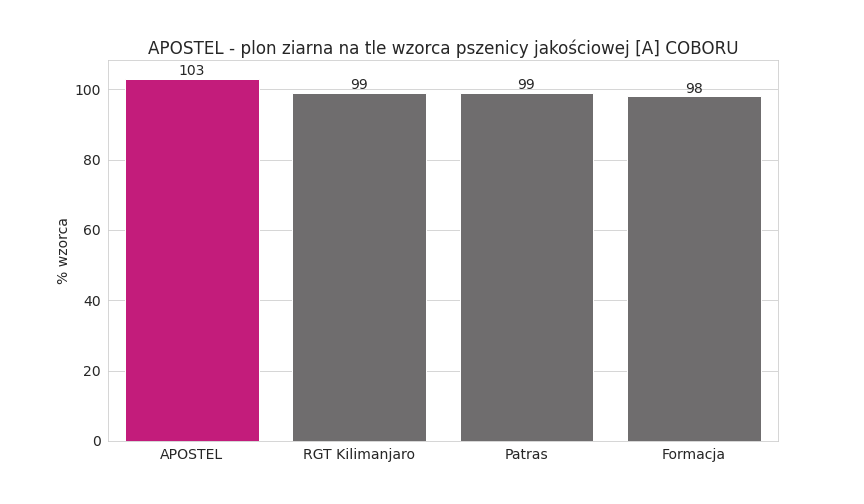 APOSTEL - plon ziarna na tle wzorca pszenicy jakościowej [A] COBORU
103
99
99
98
100
80
60
40
20
0
% wzorca
APOSTEL
RGT Kilimanjaro
Patras
Formacja